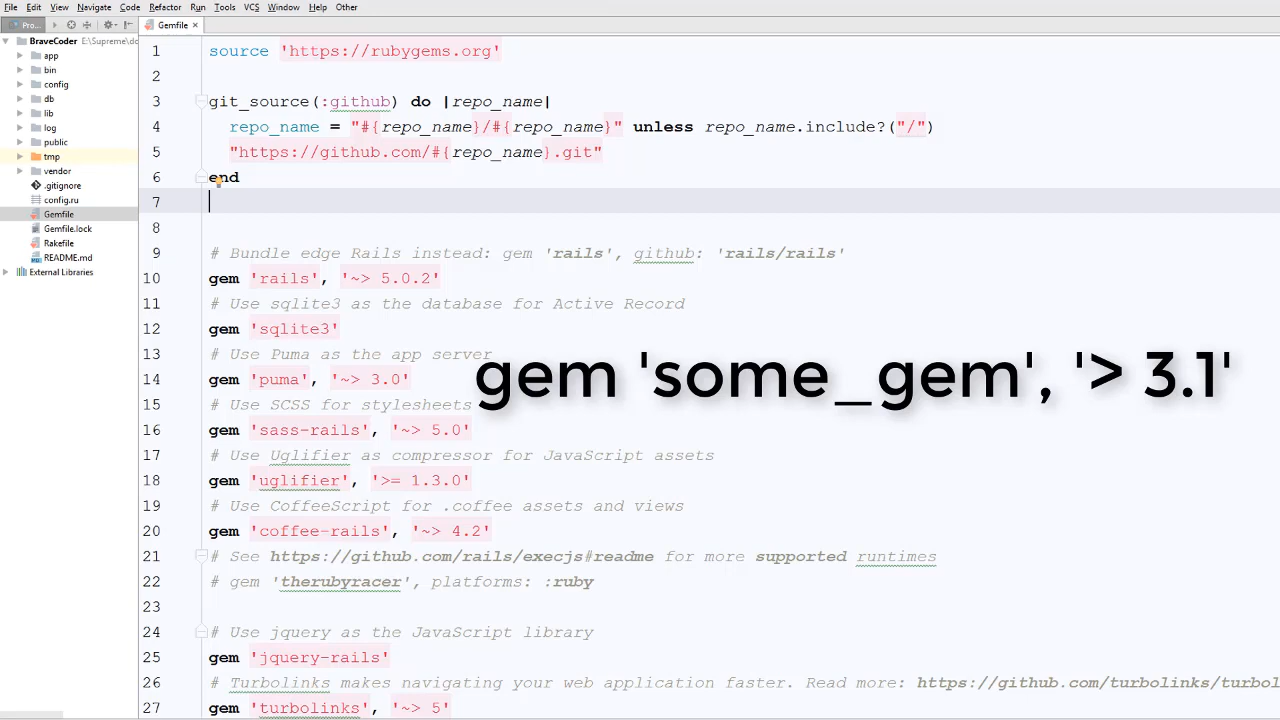 File Edit View Navigate Code Refactor Run Tools VCS Window Help Other
Pro... Gemfile ×
BraveCoder E:\Supreme\do
app
bin
config
db
lib
log
public
tmp
vendor
.gitignore
config.ru
Gemfile
Gemfile.lock
Rakefile
README.md
External Libraries
1 source 'https://rubygems.org'
2
3 git_source(:github) do |repo_name|
4 repo_name = "#{repo_name}/#{repo_name}" unless repo_name.include?("/")
5 "https://github.com/#{repo_name}.git"
6 end
7
8
9 # Bundle edge Rails instead: gem 'rails', github: 'rails/rails'
10 gem 'rails', '~> 5.0.2'
11 # Use sqlite3 as the database for Active Record
12 gem 'sqlite3'
13 # Use Puma as the app server
14 gem 'puma', '~> 3.0'
gem 'some_gem', '> 3.1'
15 # Use SCSS for stylesheets
16 gem 'sass-rails', '~> 5.0'
17 # Use Uglifier as compressor for JavaScript assets
18 gem 'uglifier', '>= 1.3.0'
19 # Use CoffeeScript for .coffee assets and views
20 gem 'coffee-rails', '~> 4.2'
21 # See https://github.com/rails/execjs#readme for more supported runtimes
22 # gem 'therubyracer', platforms: :ruby
23
24 # Use jquery as the JavaScript library
25 gem 'jquery-rails'
26 # Turbolinks makes navigating your web application faster. Read more: https://github.com/turbolinks/turbol
27 gem 'turbolinks', '~> 5'